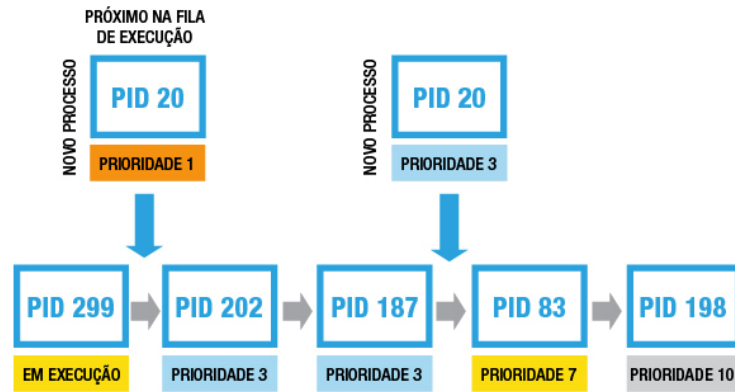 PRÓXIMO NA FILA
DE EXECUÇÃO
NOVO PROCESSO
PID 20
PRIORIDADE 1
NOVO PROCESSO
PID 20
PRIORIDADE 3
PID 299
PID 202
PID 187
PID 83
PID 198
EM EXECUÇÃO
PRIORIDADE 3
PRIORIDADE 3
PRIORIDADE 7
PRIORIDADE 10